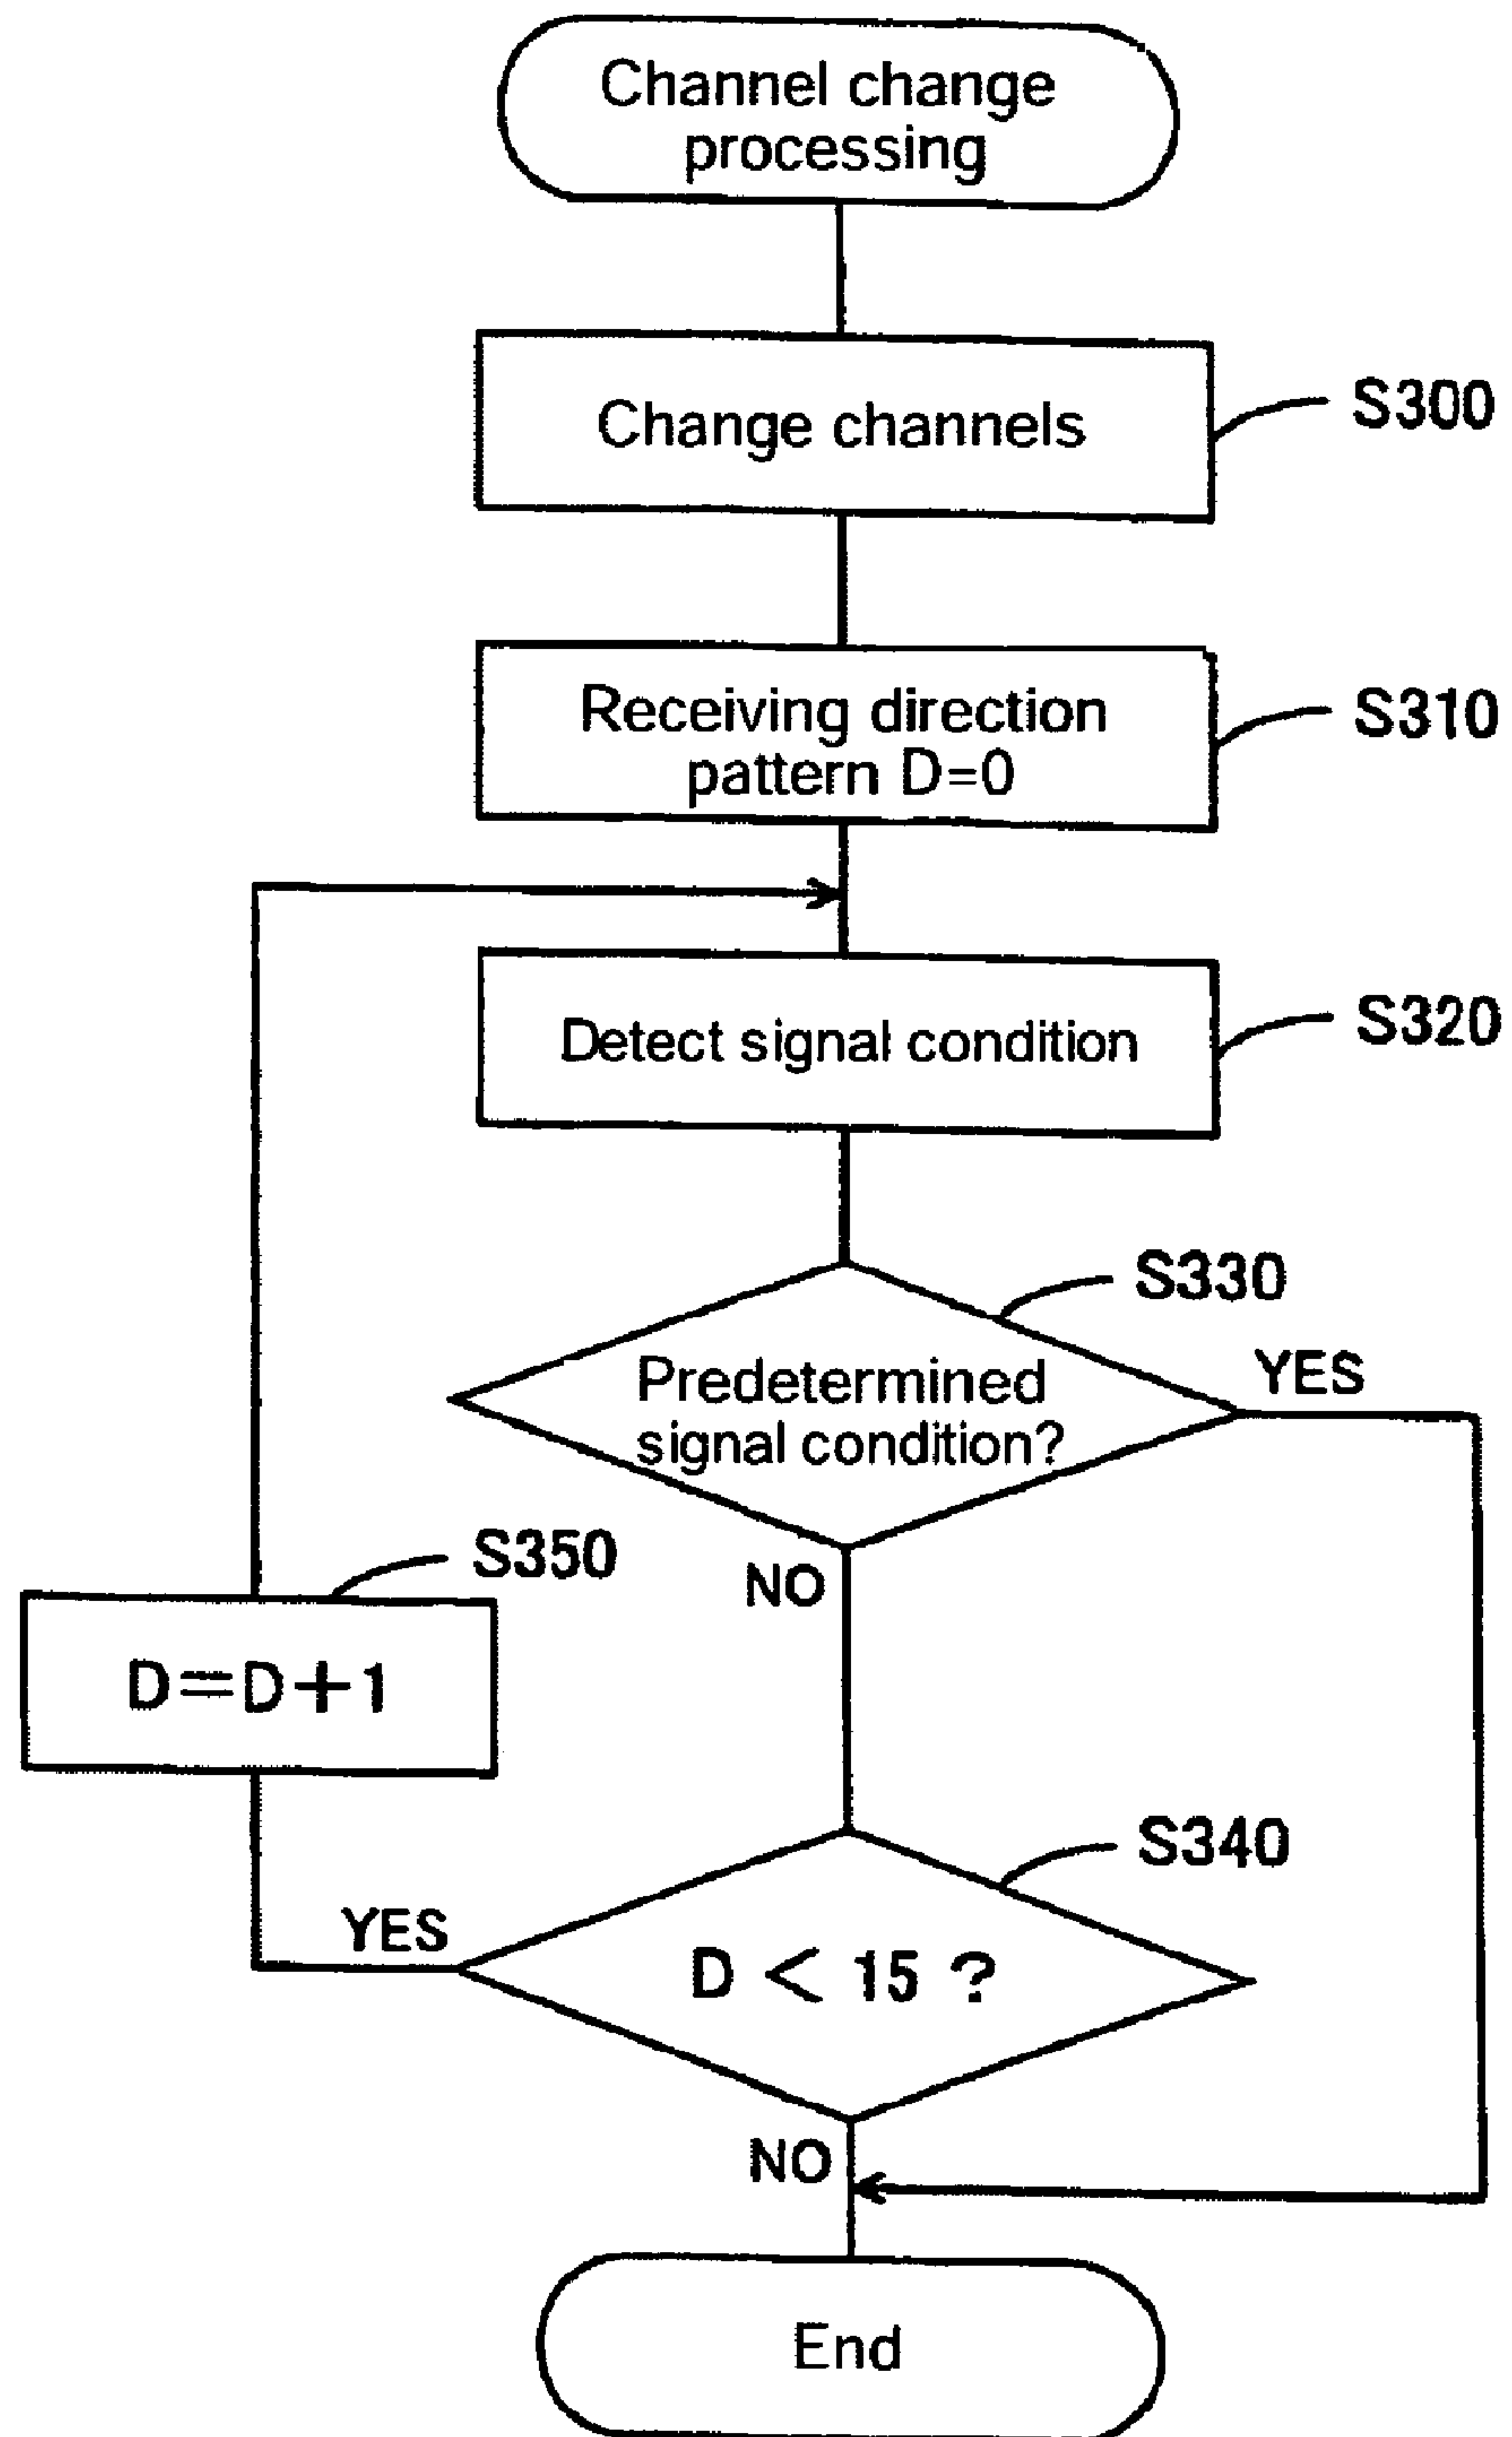 Channel change
processing
Change channels
S300
Receiving direction
pattern D=0
S310
Detect signal condition
S320
S330
Predetermined
signal condition?
YES
NO
S350
D=D+1
S340
YES
D < 15 ?
NO
End